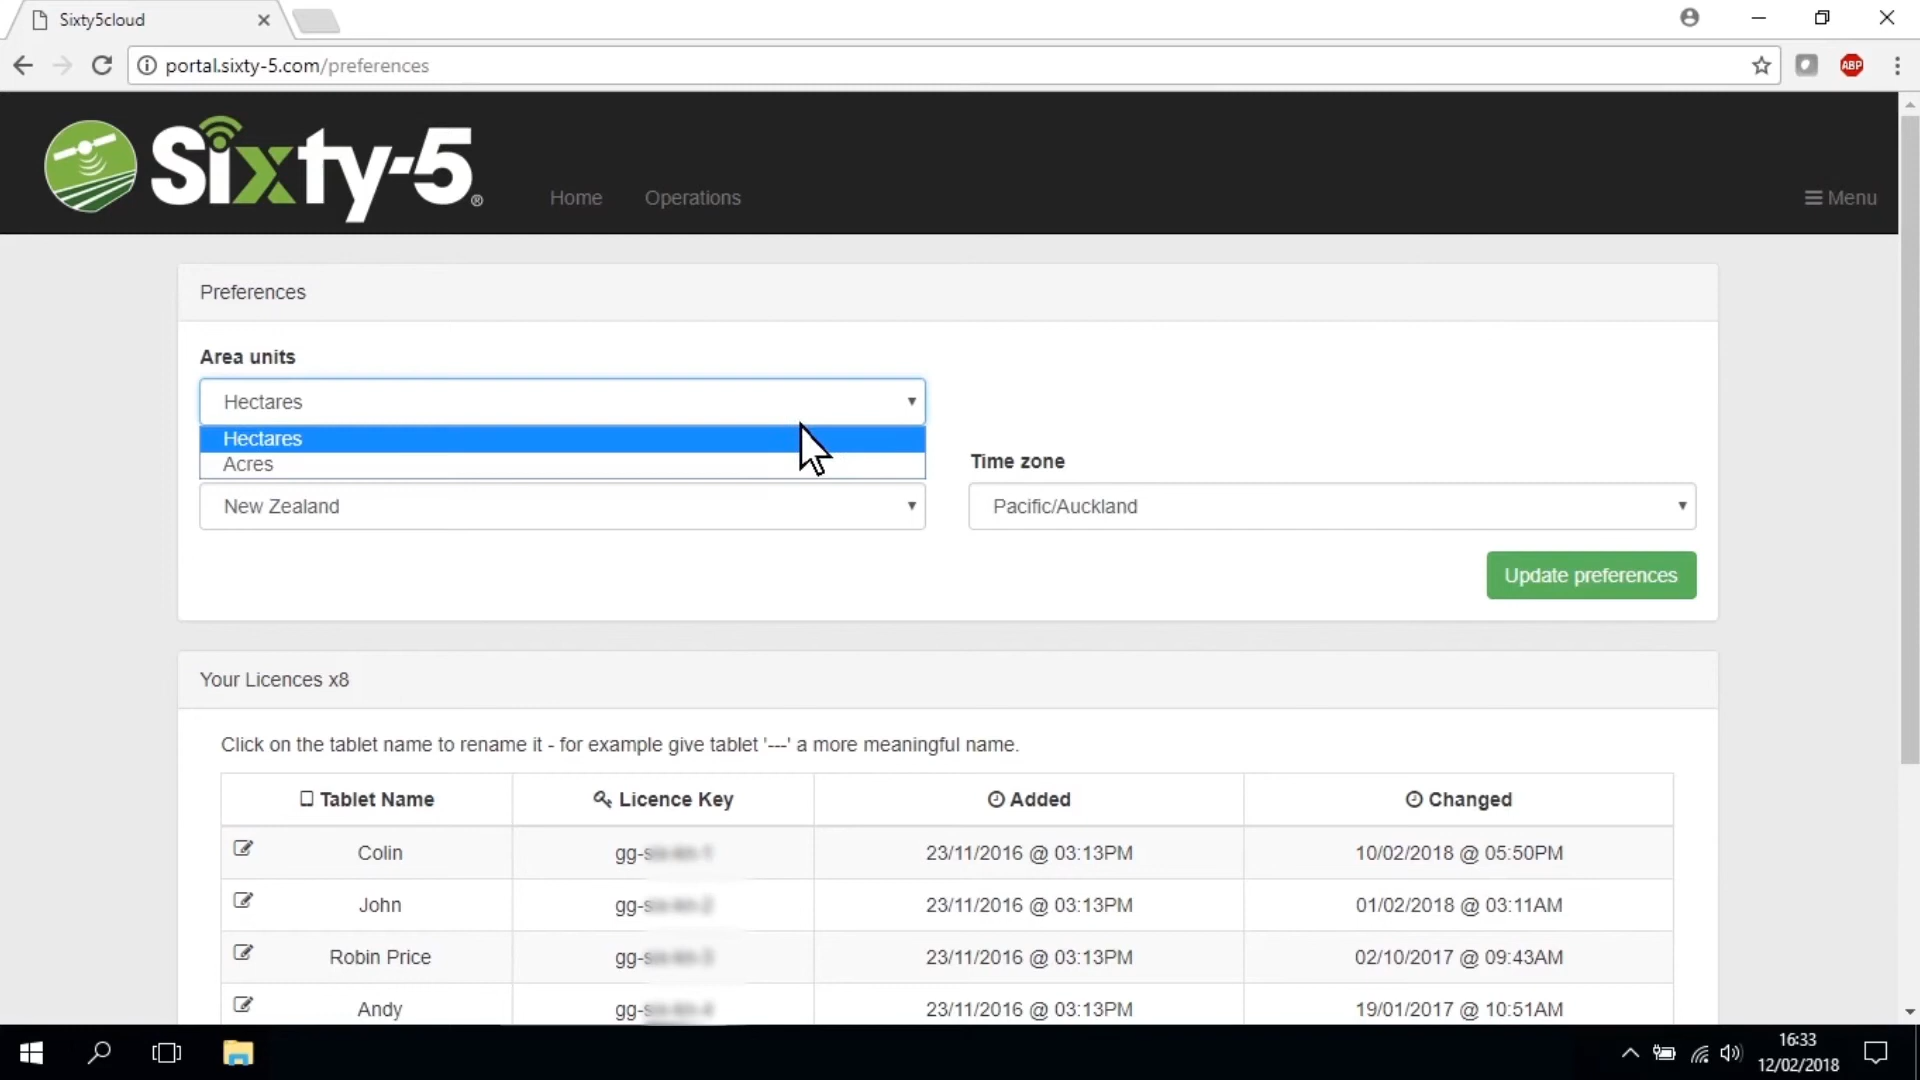 Sixty5cloud
portal.sixty-5.com/preferences
ABP
Sixty-5®
Home
Operations
Menu
Preferences
Area units
Hectares
Hectares
Acres
Time zone
New Zealand
Pacific/Auckland
Update preferences
Your Licences x8
Click on the tablet name to rename it - for example give tablet '---' a more meaningful name.
Tablet Name Licence Key Added Changed
Colin gg- 23/11/2016 @ 03:13PM 10/02/2018 @ 05:50PM
John gg- 23/11/2016 @ 03:13PM 01/02/2018 @ 03:11AM
Robin Price gg- 23/11/2016 @ 03:13PM 02/10/2017 @ 09:43AM
Andy gg- 23/11/2016 @ 03:13PM 19/01/2017 @ 10:51AM
16:33
12/02/2018